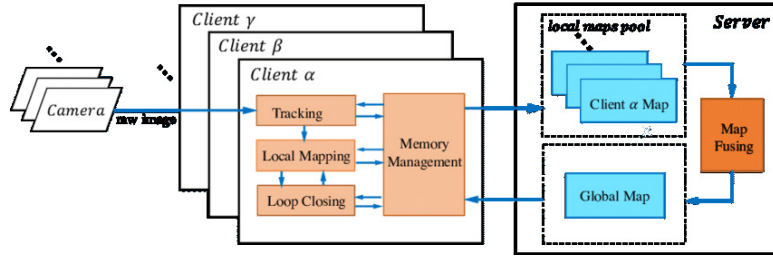 Client γ
Client β
Client α
Camera
raw image
Tracking
Local Mapping
Loop Closing
Memory
Management
Server
local maps pool
Client α Map
Map
Fusing
Global Map